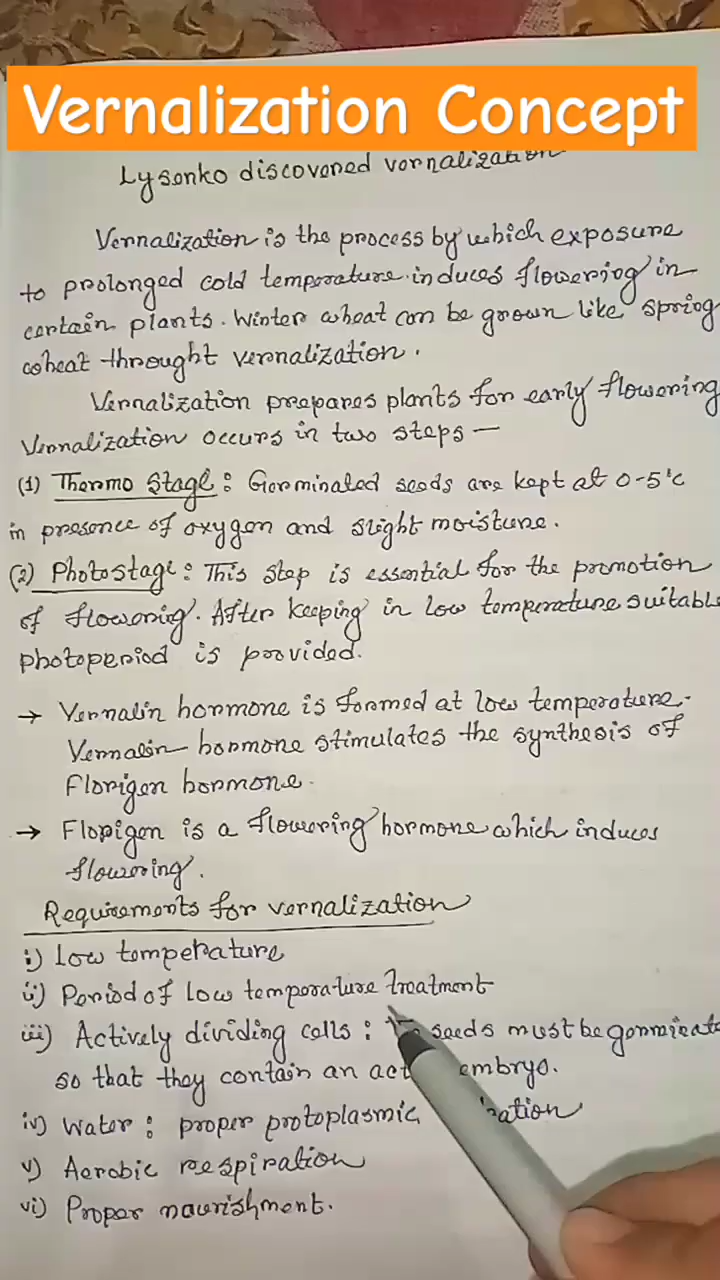 Vernalization Concept
Lysenko discovered vernalization
Vernalization is the process by which exposure
to prolonged cold temperature induces flowering in
certain plants. Winter wheat can be grown like spring
wheat throught vernalization.
Vernalization prepares plants for early flowering
Vernalization occurs in two steps —
(1) Thermo Stage : Germinated seeds are kept at 0-5°c
in presence of oxygen and slight moisture.
(2) Photostage : This step is essential for the promotion
of flowering. After keeping in low temperature suitable
photoperiod is provided.
→ Vernalin hormone is formed at low temperature.
Vernalin hormone stimulates the synthesis of
Florigen hormone.
→ Florigen is a flowering hormone which induces
flowering.
Requirements for vernalization
i) Low temperature
ii) Period of low temperature treatment
iii) Actively dividing cells : seeds must be germinate
so that they contain an embryo.
iv) Water : proper protoplasmic
v) Aerobic respiration
vi) Proper nourishment.